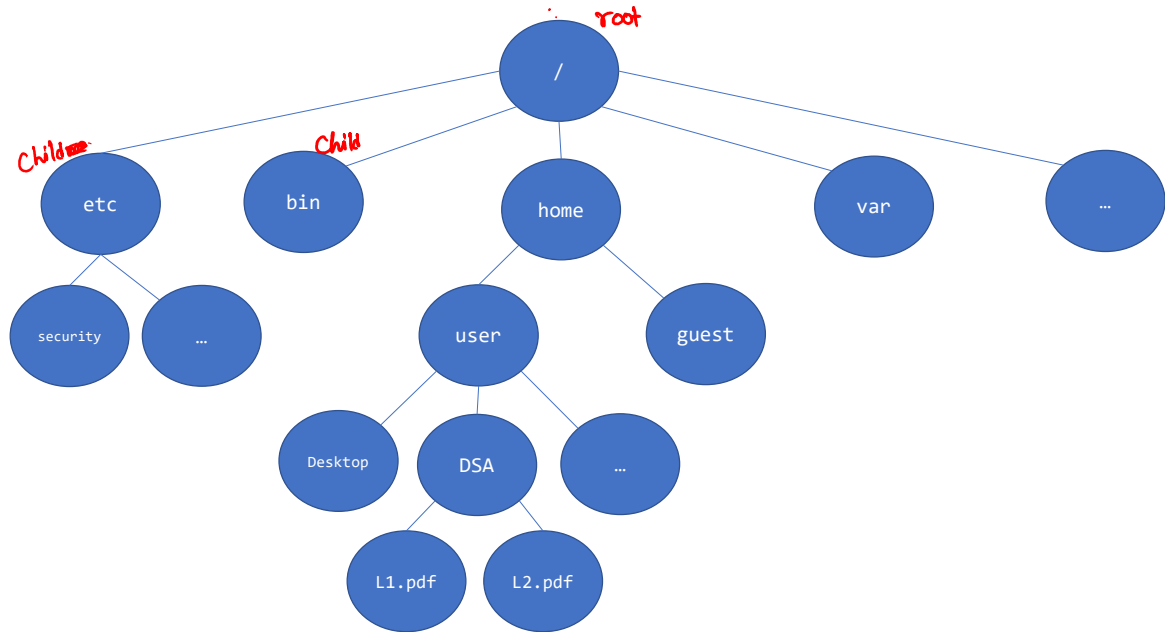 root
/
Child
Child
etc
bin
home
var
…
security
…
user
guest
Desktop
DSA
…
L1.pdf
L2.pdf